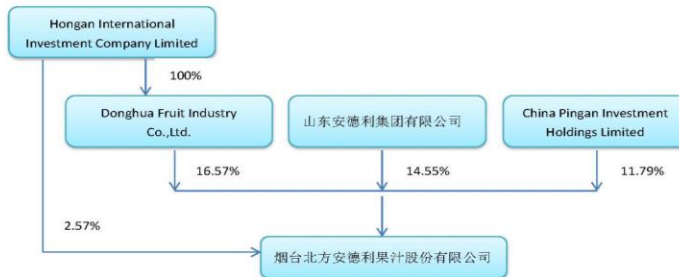 Hongan International
Investment Company Limited
100%
Donghua Fruit Industry
Co.,Ltd.
山东安德利集团有限公司
China Pingan Investment
Holdings Limited
16.57%
14.55%
11.79%
2.57%
烟台北方安德利果汁股份有限公司